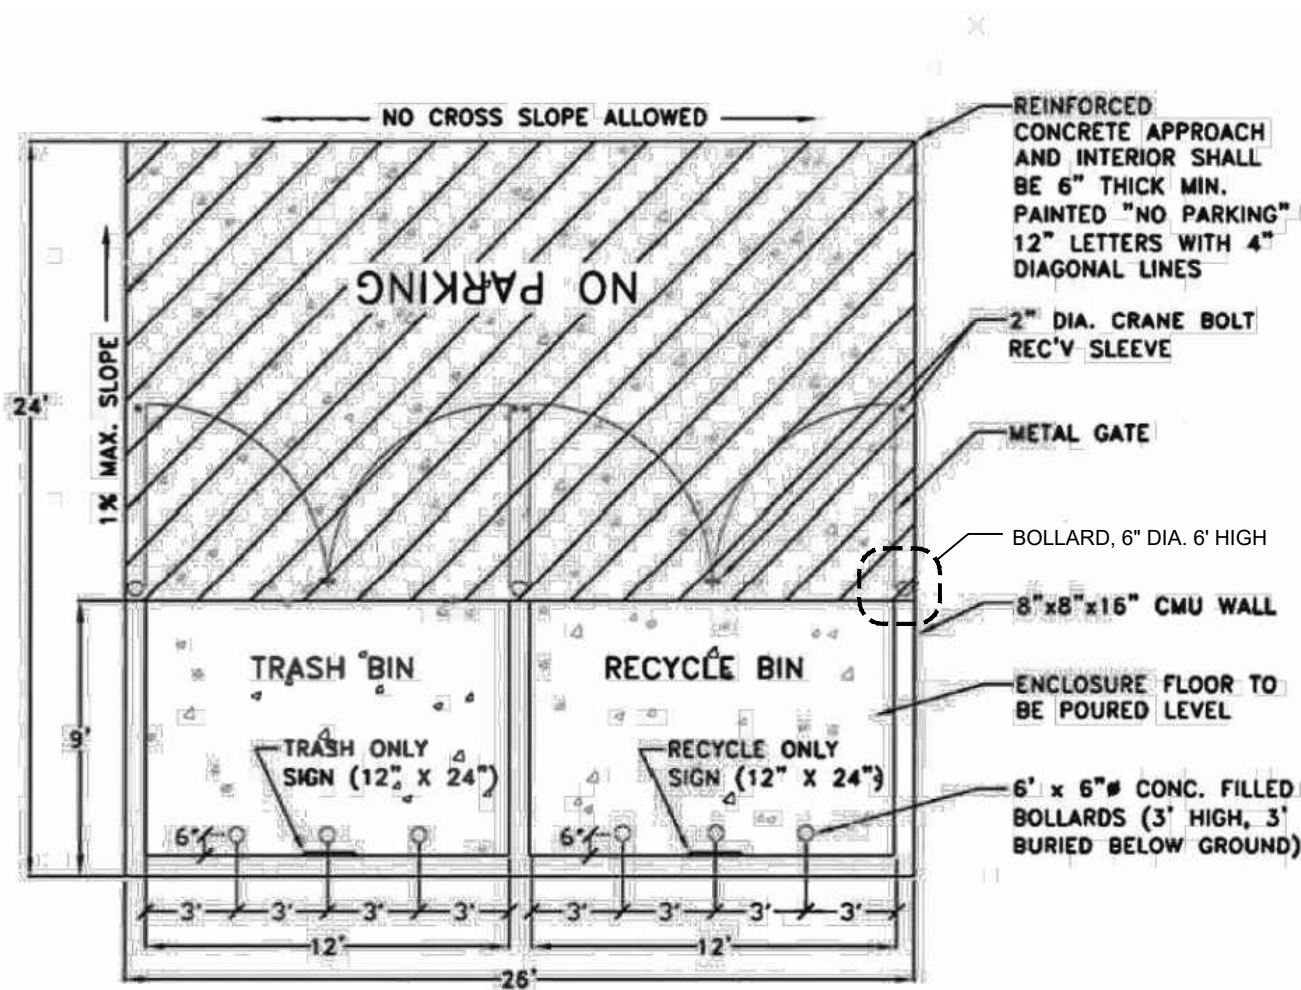 NO CROSS SLOPE ALLOWED
REINFORCED
CONCRETE APPROACH
AND INTERIOR SHALL
BE 6" THICK MIN.
PAINTED "NO PARKING"
12" LETTERS WITH 4"
DIAGONAL LINES
NO PARKING
2" DIA. CRANE BOLT
REC'V SLEEVE
1% MAX. SLOPE
24'
METAL GATE
BOLLARD, 6" DIA. 6' HIGH
8"x8"x16" CMU WALL
TRASH BIN
RECYCLE BIN
ENCLOSURE FLOOR TO
BE POURED LEVEL
9'
TRASH ONLY
SIGN (12" X 24")
RECYCLE ONLY
SIGN (12" X 24")
6' x 6"ø CONC. FILLED
BOLLARDS (3' HIGH, 3'
BURIED BELOW GROUND)
6"
6"
3' 3' 3' 3' 3' 3' 3' 3'
12' 12'
26'